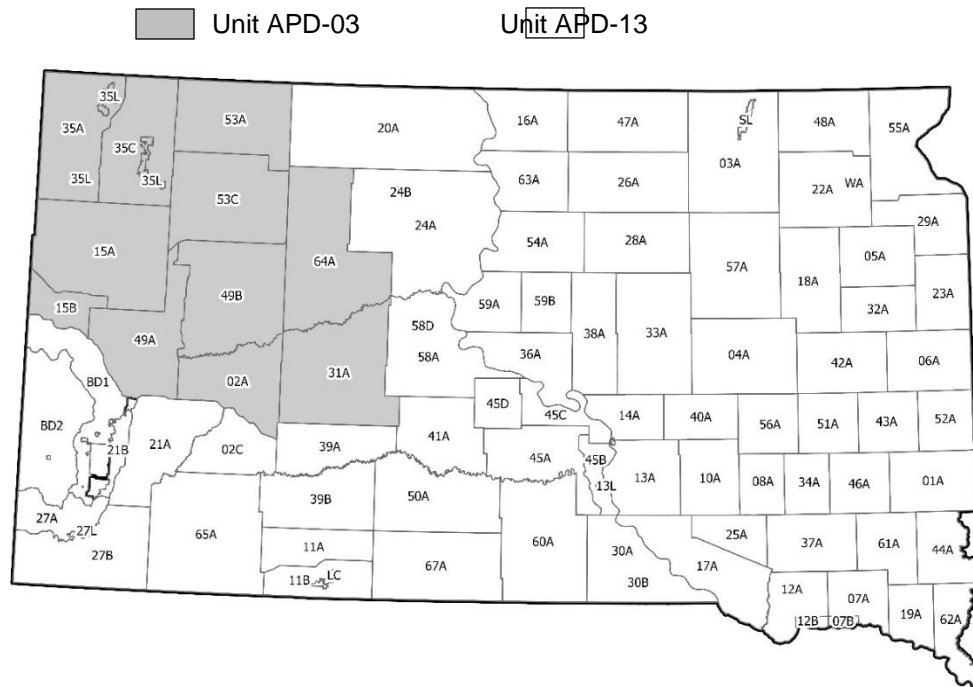 Unit APD-03 Unit APD-13
35L
53A
20A
16A 47A SL 48A 55A
35A
35C
03A
35L 35L
63A 26A 22A WA
53C 24B
24A
29A
15A 64A 54A 28A 57A 18A 05A
49B
15B 59A 59B 38A 33A 32A 23A
49A 58D
58A 36A 04A 42A 06A
02A 31A
BD1
BD2 45D 45C 14A 40A 56A 51A 43A 52A
21B 21A 02C 39A 41A 45A 45B
13L 13A 10A 08A 34A 46A 01A
27A 27L 39B 50A
27B 65A 11A 60A 30A 25A 37A 61A 44A
11B LC 67A 30B 17A 12A 07A
12B 07B 19A 62A